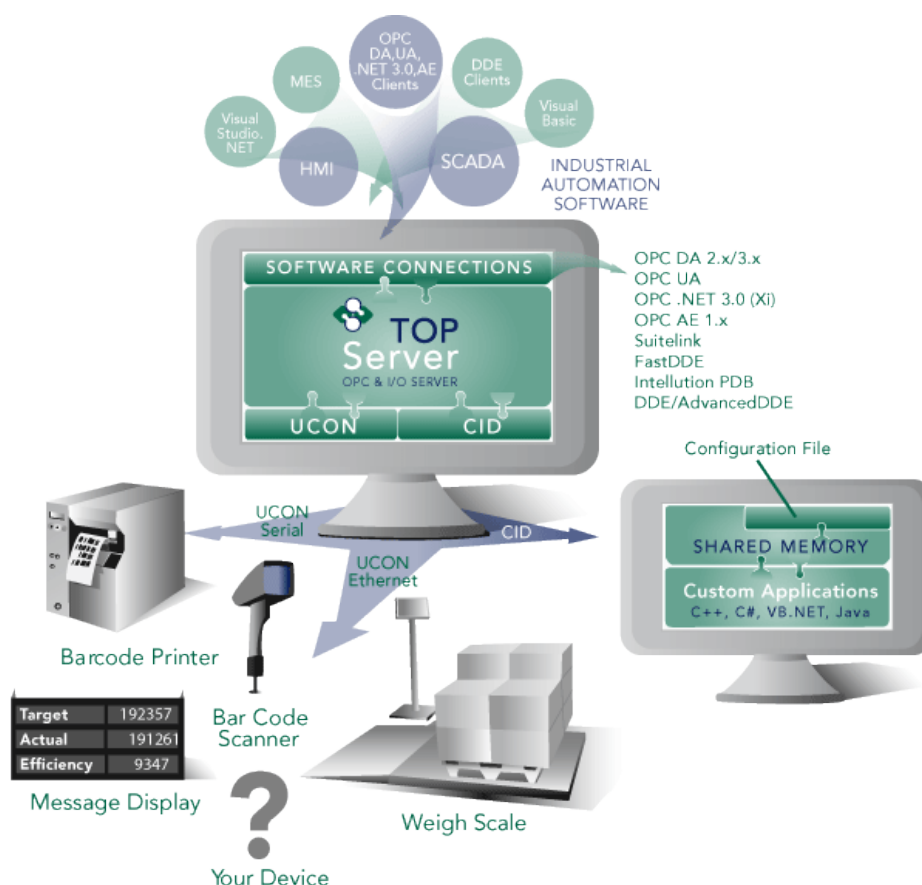 OPC
DA,UA,
.NET 3.0,AE
Clients
MES
DDE
Clients
Visual
Studio.
NET
Visual
Basic
HMI
SCADA
INDUSTRIAL
AUTOMATION
SOFTWARE
SOFTWARE CONNECTIONS
TOP
Server
OPC & I/O SERVER
UCON
CID
OPC DA 2.x/3.x
OPC UA
OPC .NET 3.0 (Xi)
OPC AE 1.x
Suitelink
FastDDE
Intellution PDB
DDE/AdvancedDDE
Configuration File
UCON
Serial
CID
UCON
Ethernet
SHARED MEMORY
Custom Applications
C++, C#, VB.NET, Java
Barcode Printer
Bar Code
Scanner
Target 192357
Actual 191261
Efficiency 9347
Message Display
Weigh Scale
?
Your Device